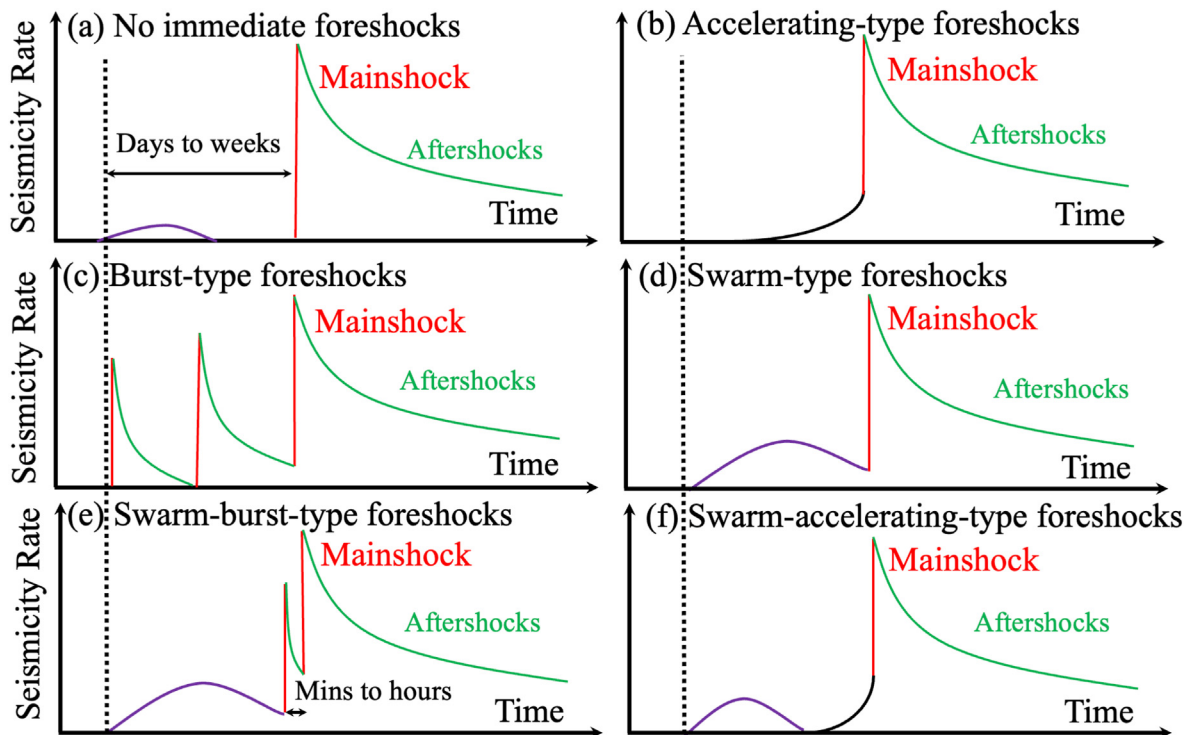 (a) No immediate foreshocks
Seismicity Rate
Mainshock
Days to weeks
Aftershocks
Time
(b) Accelerating-type foreshocks
Mainshock
Aftershocks
Time
(c) Burst-type foreshocks
Seismicity Rate
Mainshock
Aftershocks
Time
(d) Swarm-type foreshocks
Mainshock
Aftershocks
Time
(e) Swarm-burst-type foreshocks
Seismicity Rate
Mainshock
Aftershocks
Mins to hours
Time
(f) Swarm-accelerating-type foreshocks
Mainshock
Aftershocks
Time